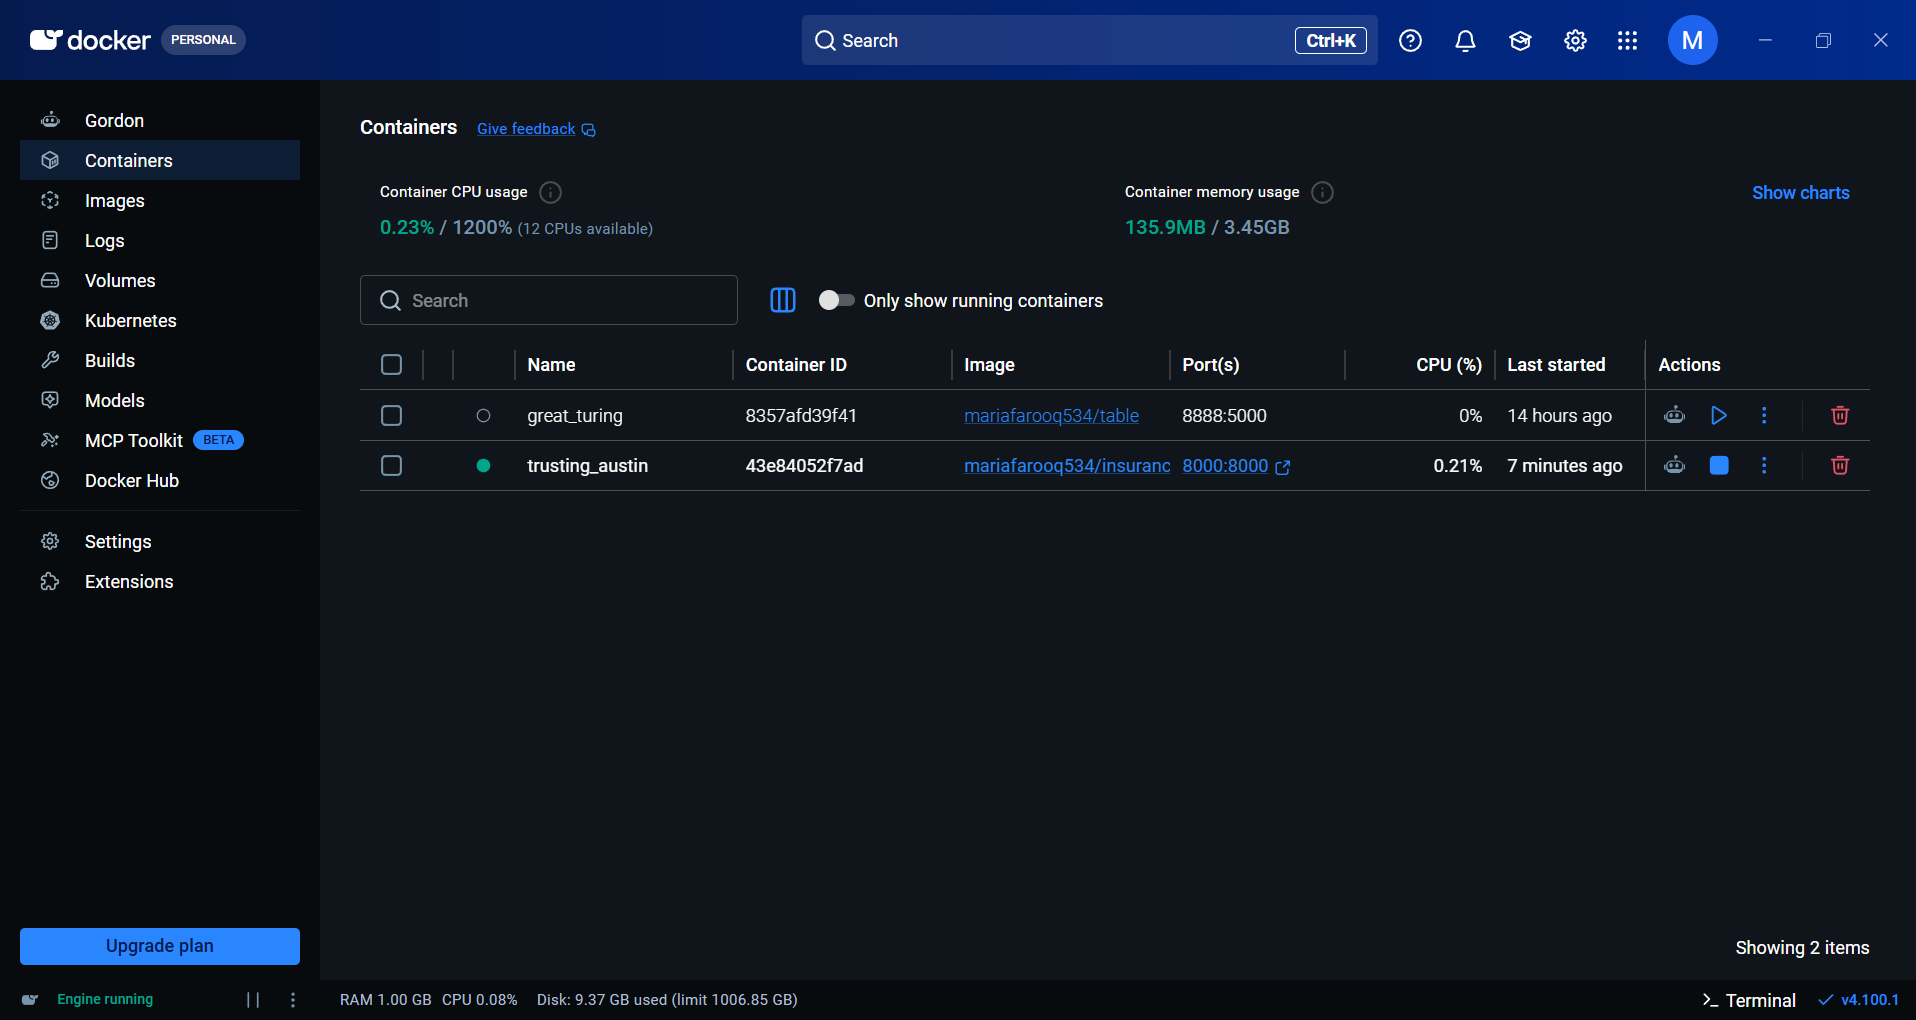 docker PERSONAL
Search Ctrl+K
M
Gordon
Containers
Images
Logs
Volumes
Kubernetes
Builds
Models
MCP Toolkit BETA
Docker Hub
Settings
Extensions
Upgrade plan
Containers Give feedback
Container CPU usage
0.23% / 1200% (12 CPUs available)
Container memory usage
135.9MB / 3.45GB
Show charts
Search
Only show running containers
Name Container ID Image Port(s) CPU (%) Last started Actions
great_turing 8357afd39f41 mariafarooq534/table 8888:5000 0% 14 hours ago
trusting_austin 43e84052f7ad mariafarooq534/insuranc 8000:8000 0.21% 7 minutes ago
Showing 2 items
Engine running
RAM 1.00 GB CPU 0.08% Disk: 9.37 GB used (limit 1006.85 GB)
Terminal
v4.100.1